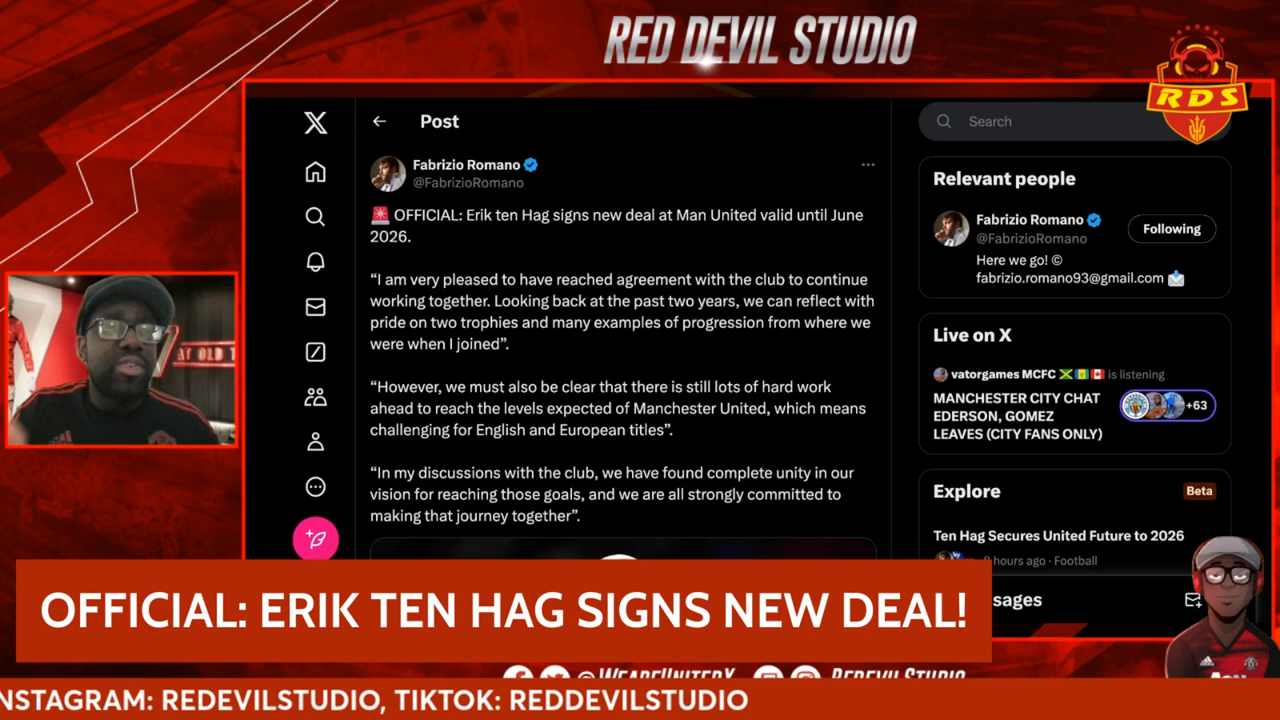 RED DEVIL STUDIO
RDS
Post
Search
Fabrizio Romano
@FabrizioRomano
🚨 OFFICIAL: Erik ten Hag signs new deal at Man United valid until June
2026.
“I am very pleased to have reached agreement with the club to continue
working together. Looking back at the past two years, we can reflect with
pride on two trophies and many examples of progression from where we
were when I joined”.
“However, we must also be clear that there is still lots of hard work
ahead to reach the levels expected of Manchester United, which means
challenging for English and European titles”.
“In my discussions with the club, we have found complete unity in our
vision for reaching those goals, and we are all strongly committed to
making that journey together”.
Relevant people
Fabrizio Romano
@FabrizioRomano
Following
Here we go! ©
fabrizio.romano93@gmail.com 📩
Live on X
vatorgames MCFC 🇯🇲🇻🇨🇨🇦 is listening
MANCHESTER CITY CHAT
EDERSON, GOMEZ
LEAVES (CITY FANS ONLY)
+63
Explore
Beta
Ten Hag Secures United Future to 2026
hours ago · Football
sages
AT OLD T
OFFICIAL: ERIK TEN HAG SIGNS NEW DEAL!
@WEAREUNITEDX
REDEVIL STUDIO
NSTAGRAM: REDEVILSTUDIO, TIKTOK: REDDEVILSTUDIO